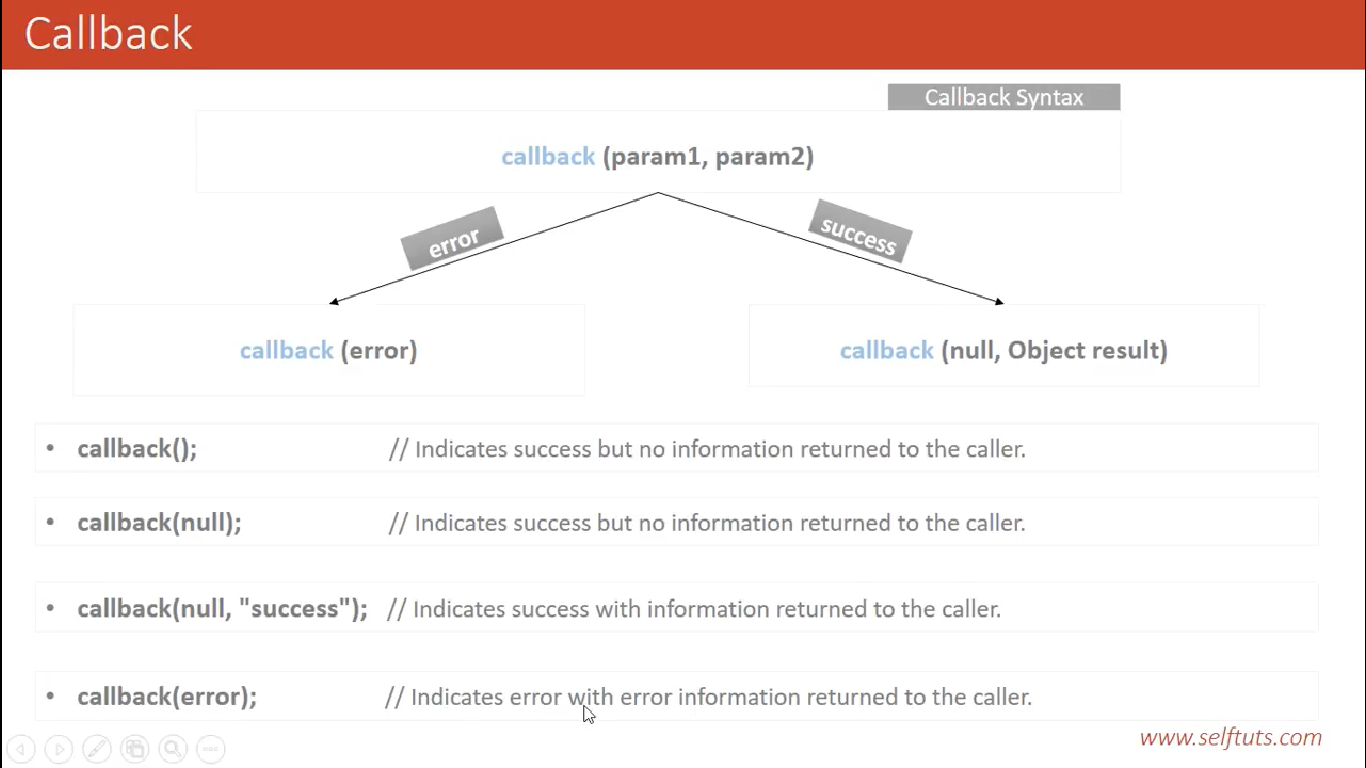 Callback
Callback Syntax
callback (param1, param2)
error
success
callback (error)
callback (null, Object result)
• callback(); // Indicates success but no information returned to the caller.
• callback(null); // Indicates success but no information returned to the caller.
• callback(null, "success"); // Indicates success with information returned to the caller.
• callback(error); // Indicates error with error information returned to the caller.
www.selftuts.com